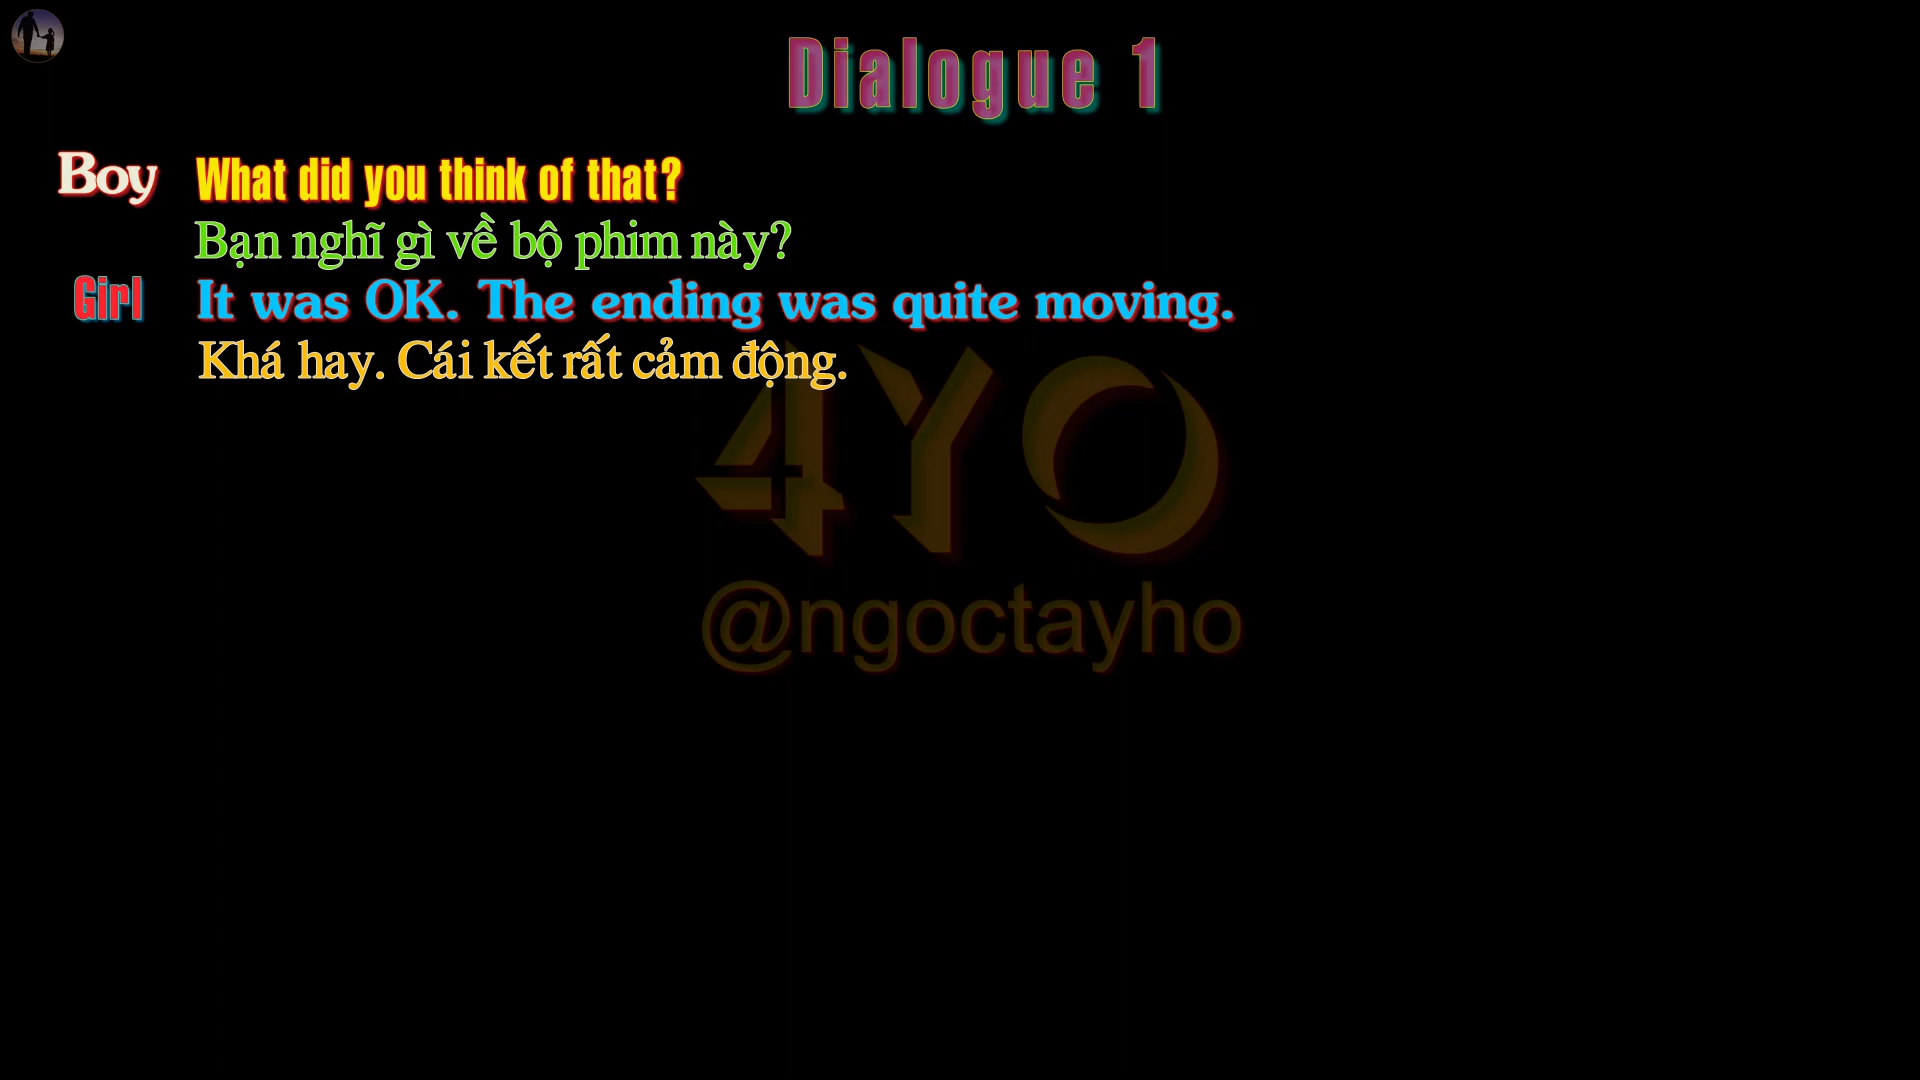 Dialogue 1
Boy What did you think of that?
Bạn nghĩ gì về bộ phim này?
Girl It was OK. The ending was quite moving.
Khá hay. Cái kết rất cảm động.
4YO
@ngoctayho